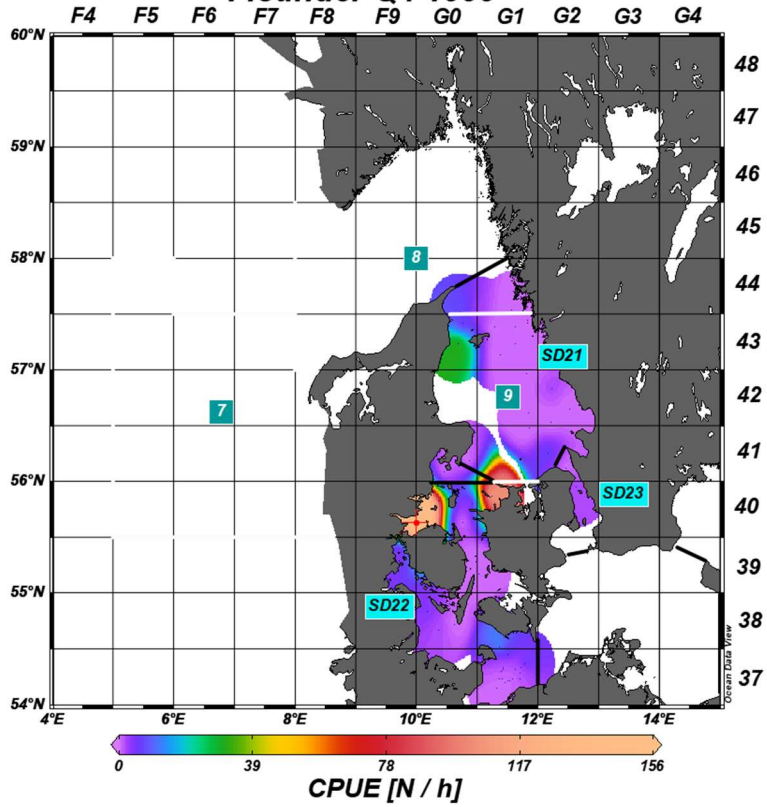 F4 F5 F6 F7 F8 F9 G0 G1 G2 G3 G4
60°N
48
47
59°N
46
45
58°N
8
44
43
57°N
SD21
42
7
9
41
56°N
SD23
40
39
55°N
SD22
38
37
Ocean Data View
54°N
4°E 6°E 8°E 10°E 12°E 14°E
0 39 78 117 156
CPUE [N / h]